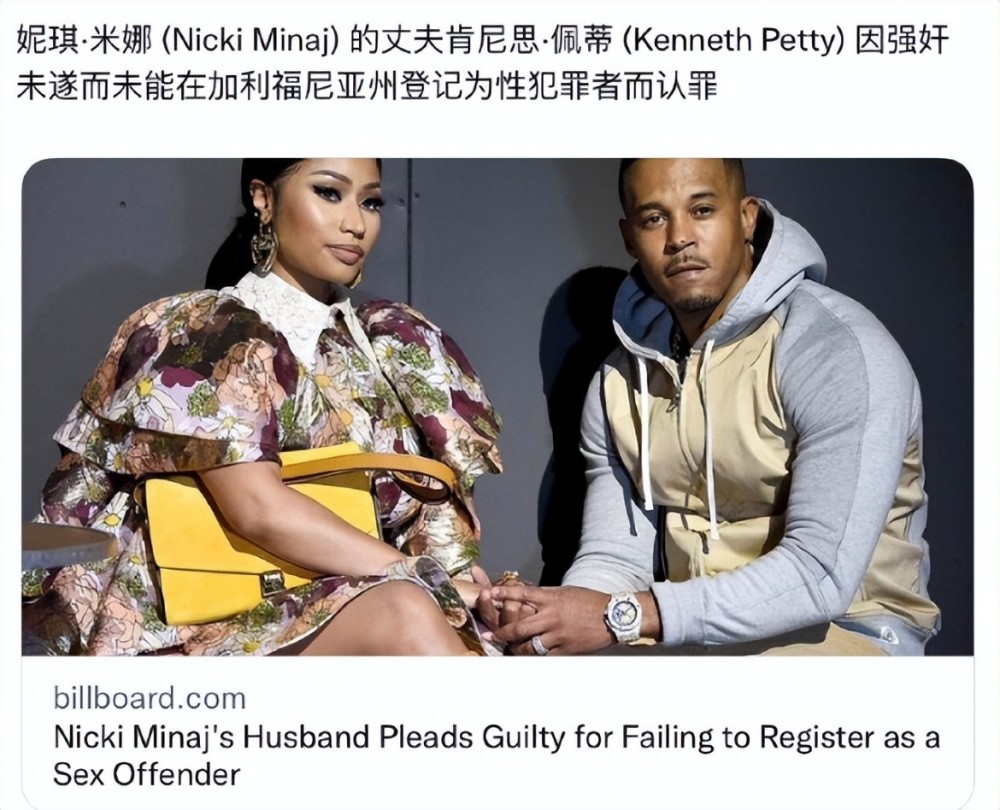 妮琪·米娜 (Nicki Minaj) 的丈夫肯尼思·佩蒂 (Kenneth Petty) 因强奸
未遂而未能在加利福尼亚州登记为性犯罪者而认罪
billboard.com
Nicki Minaj's Husband Pleads Guilty for Failing to Register as a
Sex Offender